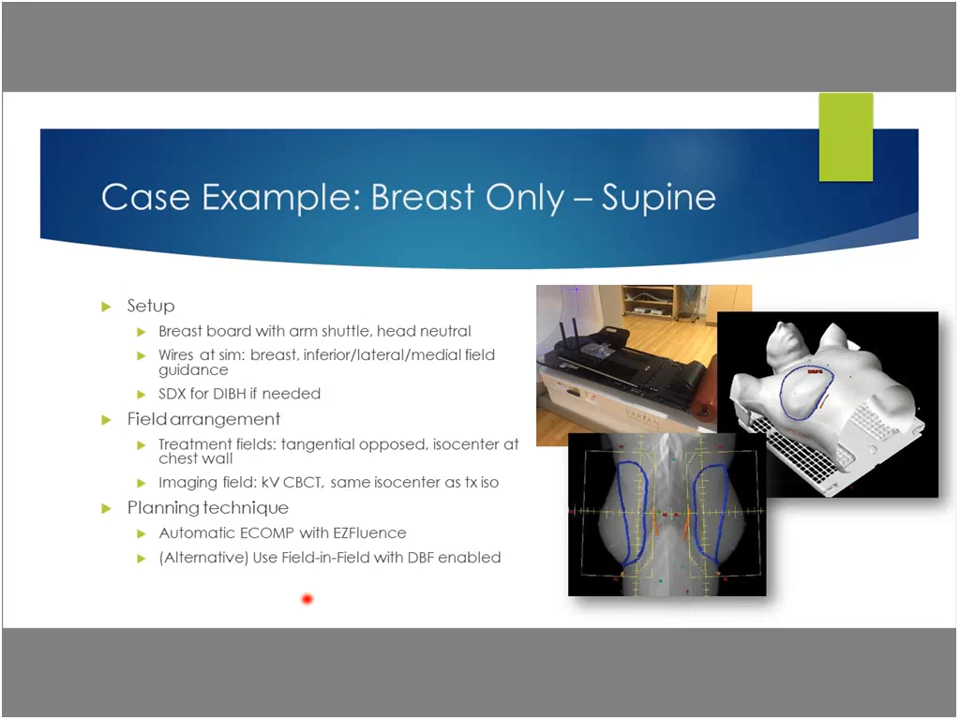 Case Example: Breast Only – Supine
Setup
Breast board with arm shuttle, head neutral
Wires at sim: breast, inferior/lateral/medial field
guidance
SDX for DIBH if needed
Field arrangement
Treatment fields: tangential opposed, isocenter at
chest wall
Imaging field: kV CBCT, same isocenter as tx iso
Planning technique
Automatic ECOMP with EZFluence
(Alternative) Use Field-in-Field with DBF enabled
VARIAN